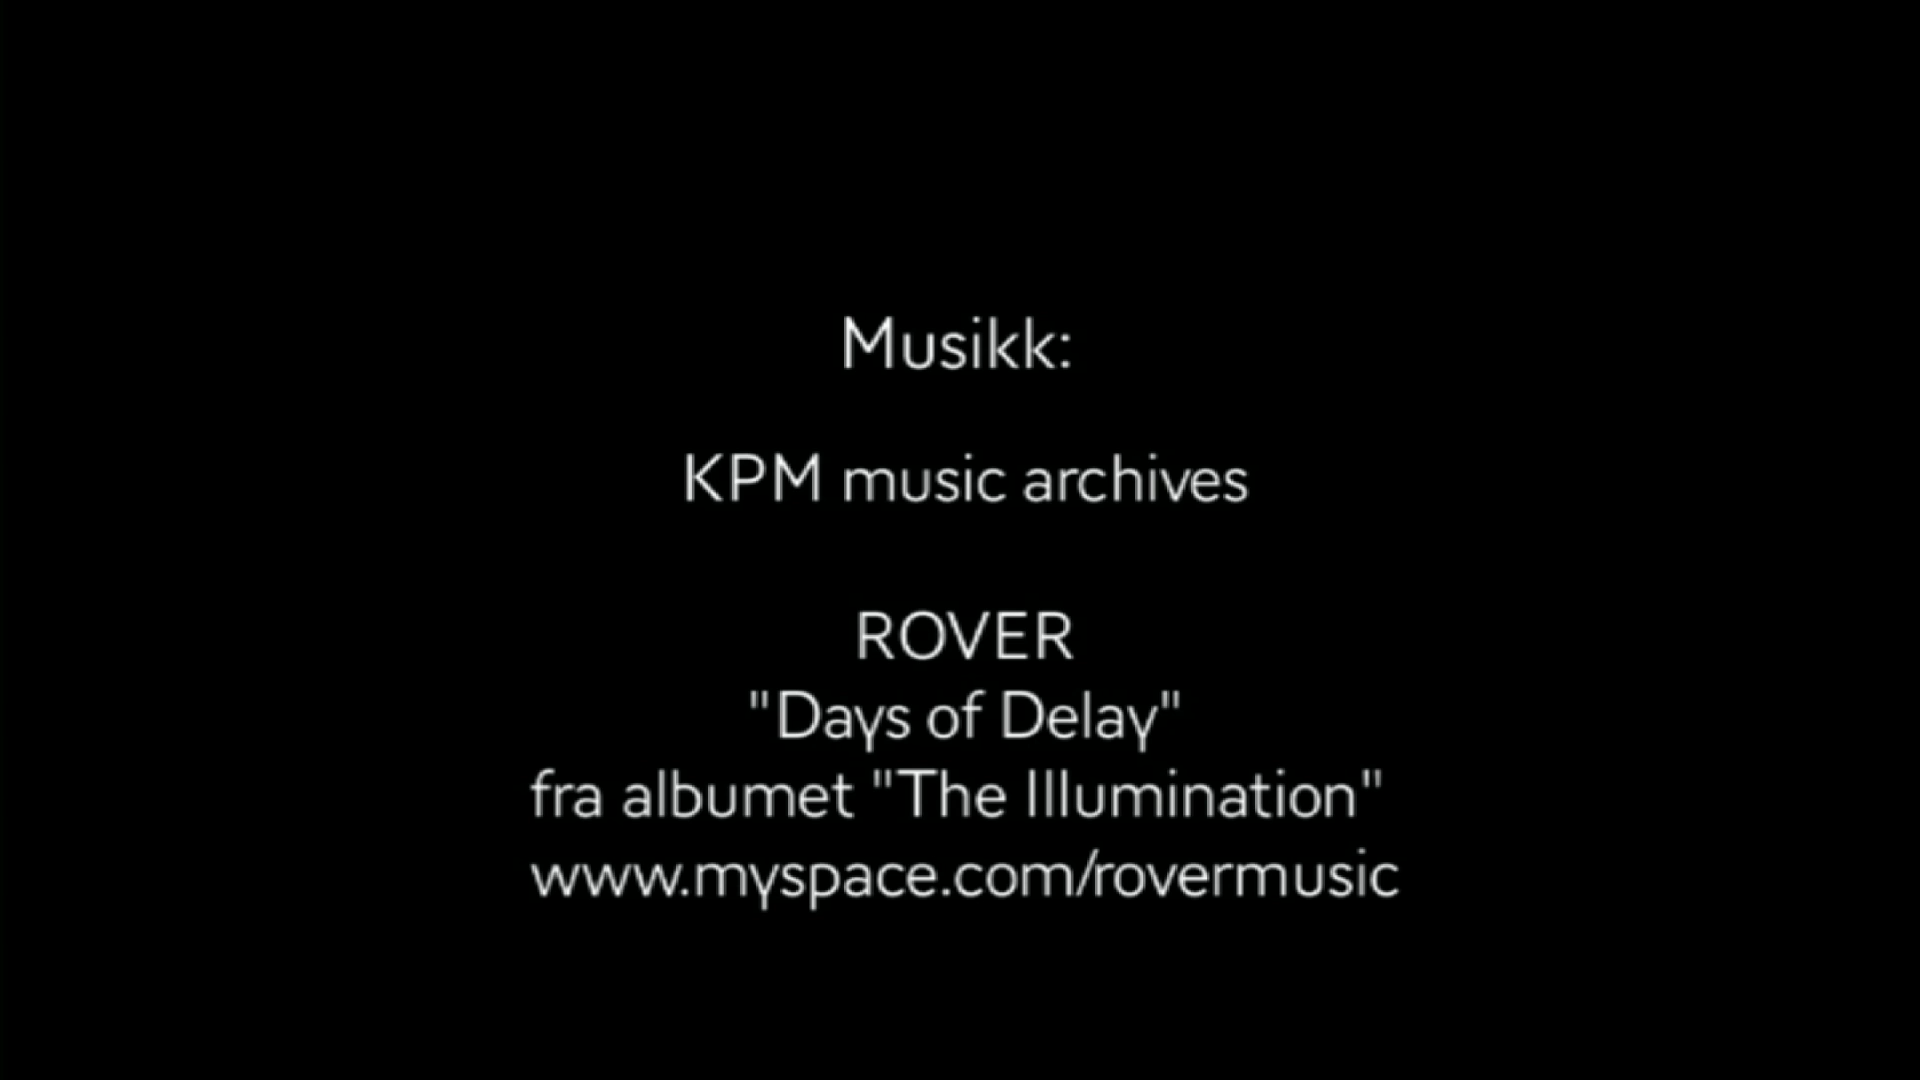 Musikk:
KPM music archives
ROVER
"Days of Delay"
fra albumet "The Illumination"
www.myspace.com/rovermusic